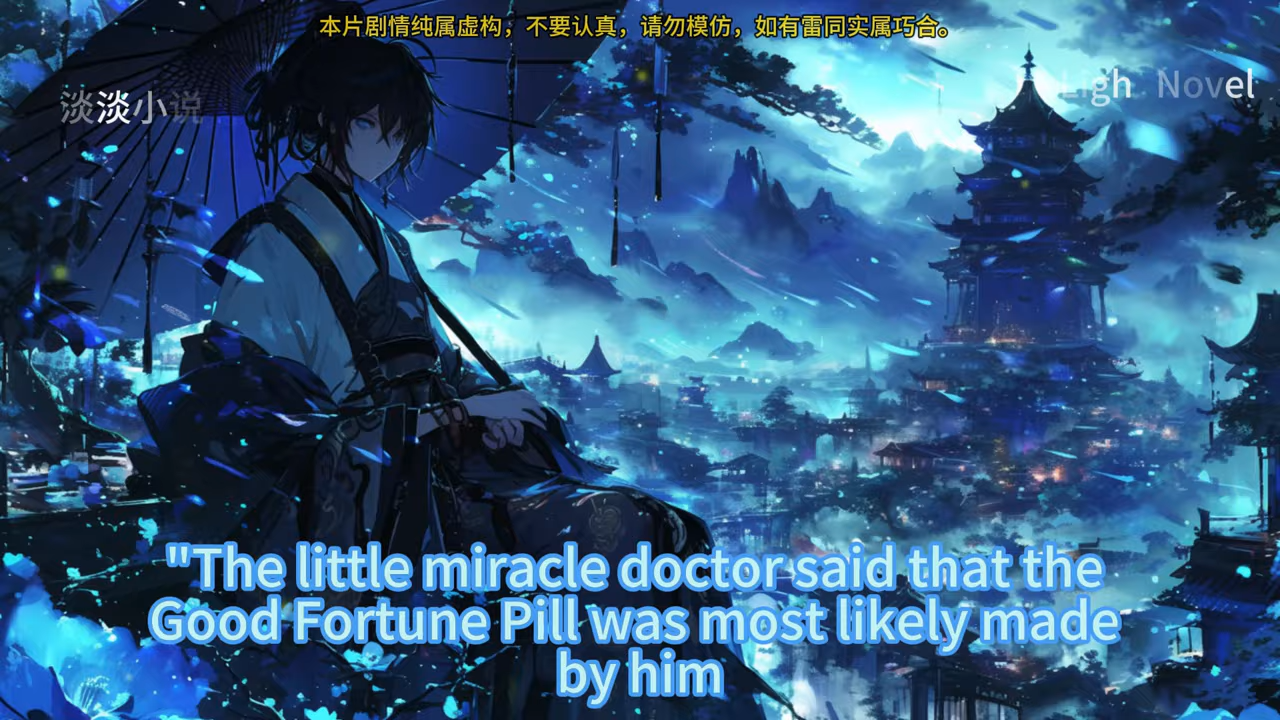 本片剧情纯属虚构，不要认真，请勿模仿，如有雷同实属巧合。
淡淡小说
Ligh Novel
"The little miracle doctor said that the
Good Fortune Pill was most likely made
by him